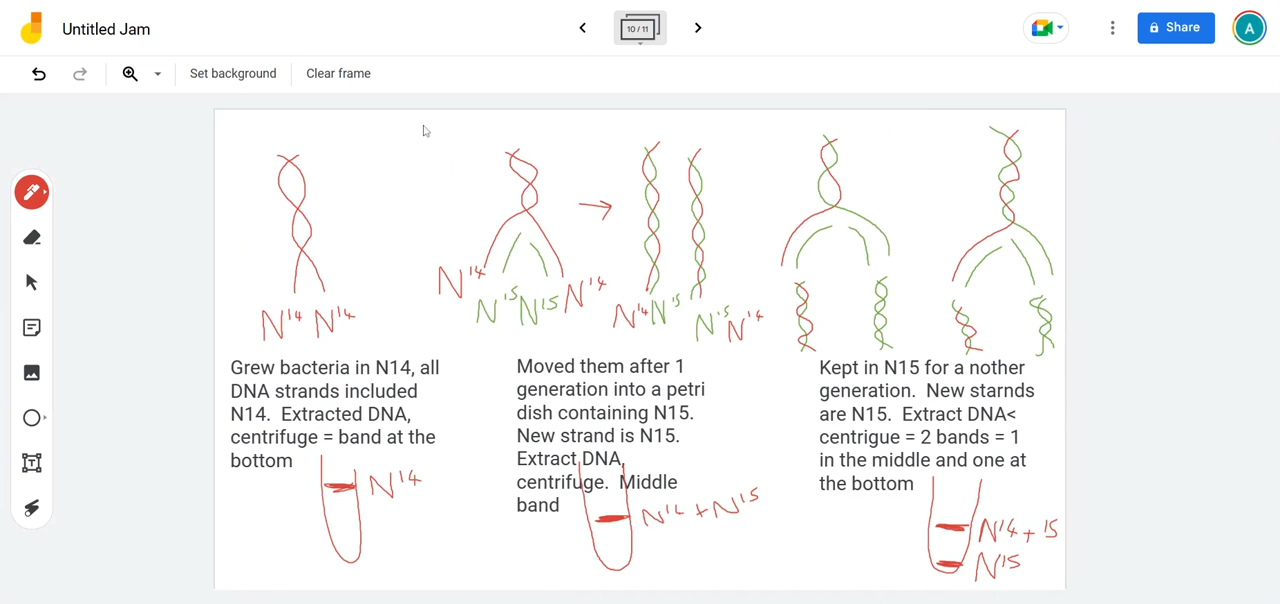 Untitled Jam
10 / 11
Share
A
Set background
Clear frame
N14 N14
N14 N15 N15 N14
N14 N15 N15 N14
Grew bacteria in N14, all
DNA strands included
N14. Extracted DNA,
centrifuge = band at the
bottom
N14
Moved them after 1
generation into a petri
dish containing N15.
New strand is N15.
Extract DNA,
centrifuge. Middle
band
N14 + N15
Kept in N15 for a nother
generation. New starnds
are N15. Extract DNA<
centrigue = 2 bands = 1
in the middle and one at
the bottom
N14 + 15
N15